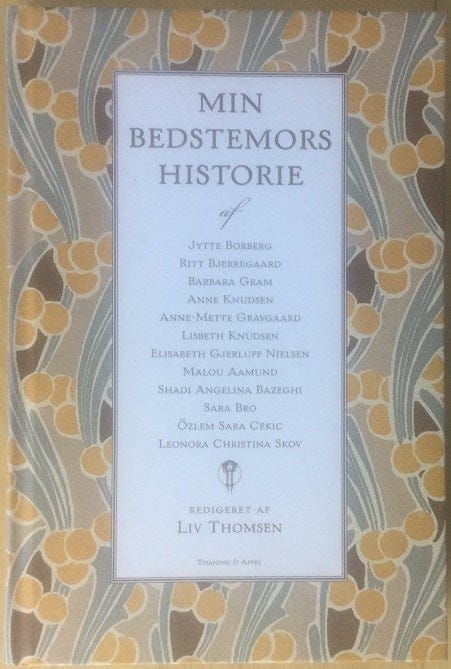 MIN
BEDSTEMORS
HISTORIE
af
JYTTE BORBERG
RITT BJERREGAARD
BARBARA GRAM
ANNE KNUDSEN
ANNE-METTE GRAVGAARD
LISBETH KNUDSEN
ELISABETH GJERLUFF NIELSEN
MALOU AAMUND
SHADI ANGELINA BAZEGHI
SARA BRO
ÖZLEM SARA CEKIC
LEONORA CHRISTINA SKOV
REDIGERET AF
LIV THOMSEN
THANING & APPEL